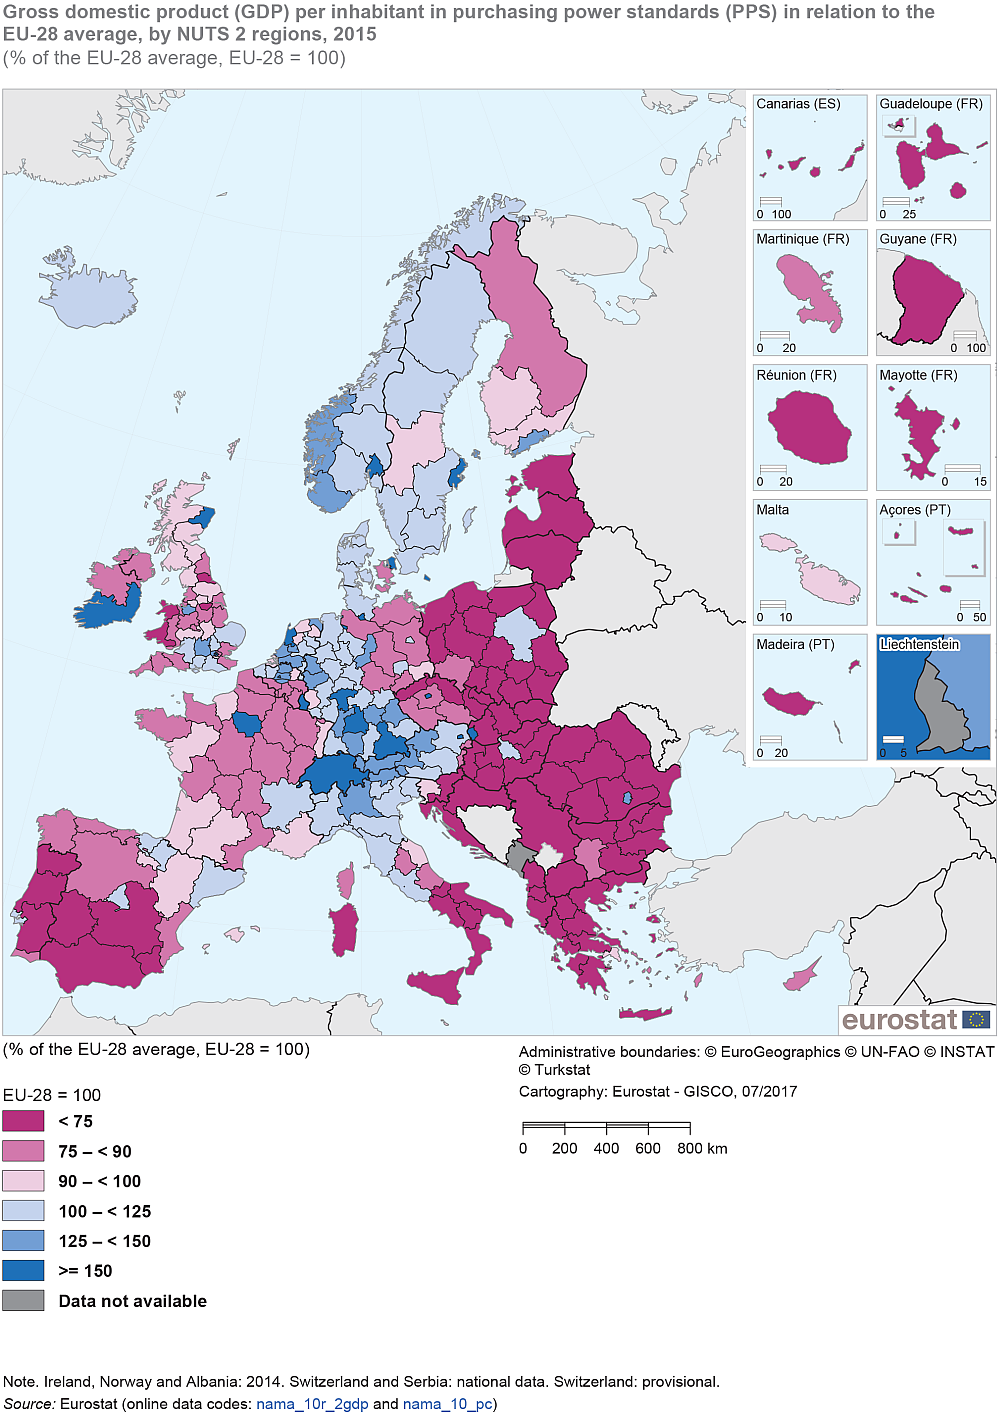 Gross domestic product (GDP) per inhabitant in purchasing power standards (PPS) in relation to the
EU-28 average, by NUTS 2 regions, 2015
(% of the EU-28 average, EU-28 = 100)
Canarias (ES)
0 100
Guadeloupe (FR)
0 25
Martinique (FR)
0 20
Guyane (FR)
0 100
Réunion (FR)
0 20
Mayotte (FR)
0 15
Malta
0 10
Açores (PT)
0 50
Madeira (PT)
0 20
Liechtenstein
0 5
eurostat
(% of the EU-28 average, EU-28 = 100)
Administrative boundaries: © EuroGeographics © UN-FAO © INSTAT
© Turkstat
Cartography: Eurostat - GISCO, 07/2017
EU-28 = 100
< 75
75 – < 90
90 – < 100
100 – < 125
125 – < 150
>= 150
Data not available
0 200 400 600 800 km
Note. Ireland, Norway and Albania: 2014. Switzerland and Serbia: national data. Switzerland: provisional.
Source: Eurostat (online data codes: nama_10r_2gdp and nama_10_pc)